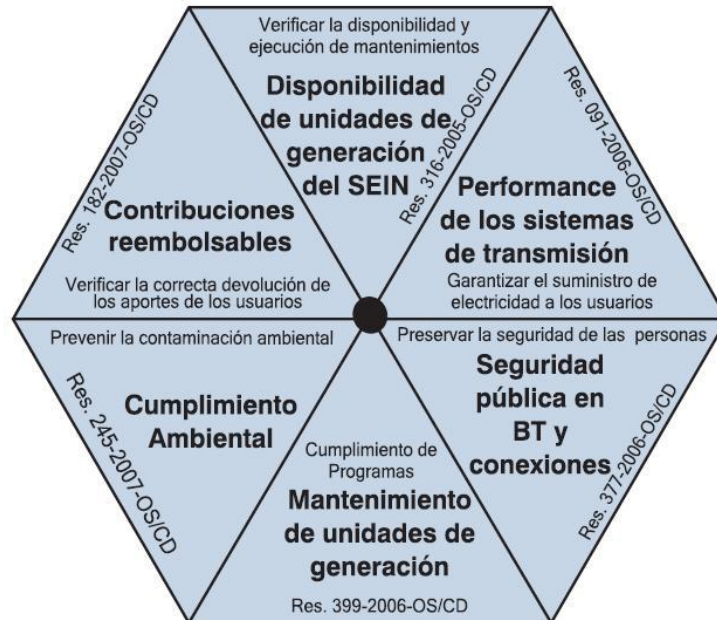 Verificar la disponibilidad y
ejecución de mantenimientos
Disponibilidad
de unidades de
generación
del SEIN
Res. 316-2005-OS/CD
Res. 091-2006-OS/CD
Performance
de los sistemas
de transmisión
Garantizar el suministro de
electricidad a los usuarios
Preservar la seguridad de las personas
Seguridad
pública en
BT y
conexiones
Res. 377-2006-OS/CD
Cumplimiento de
Programas
Mantenimiento
de unidades de
generación
Res. 399-2006-OS/CD
Prevenir la contaminación ambiental
Cumplimiento
Ambiental
Res. 245-2007-OS/CD
Res. 182-2007-OS/CD
Contribuciones
reembolsables
Verificar la correcta devolución de
los aportes de los usuarios